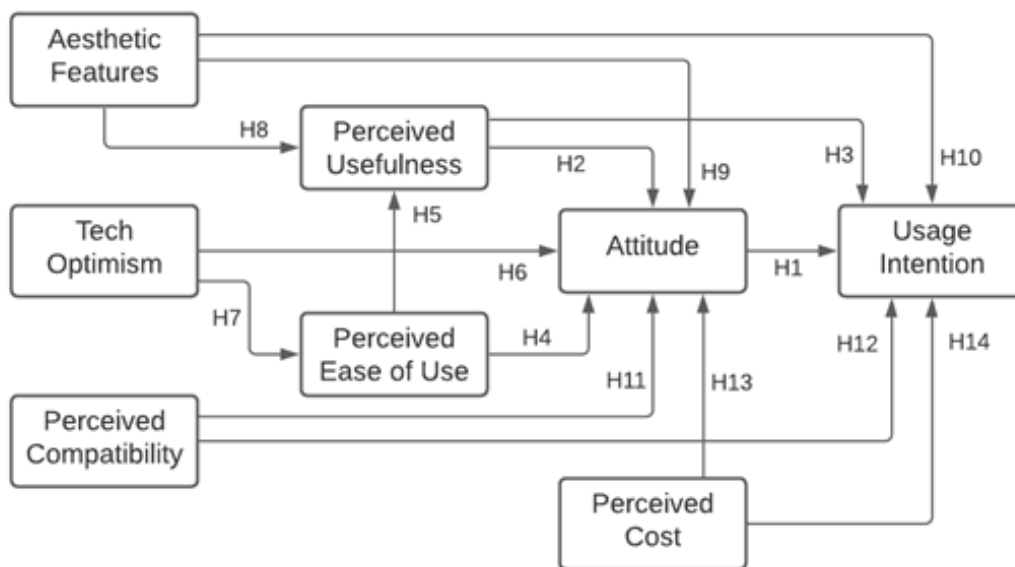 Aesthetic
Features
H10
H9
H8
Perceived
Usefulness
H2
H3
H5
Tech
Optimism
H6
H7
Attitude
H1
Usage
Intention
Perceived
Ease of Use
H4
H11
H13
H12
H14
Perceived
Compatibility
Perceived
Cost